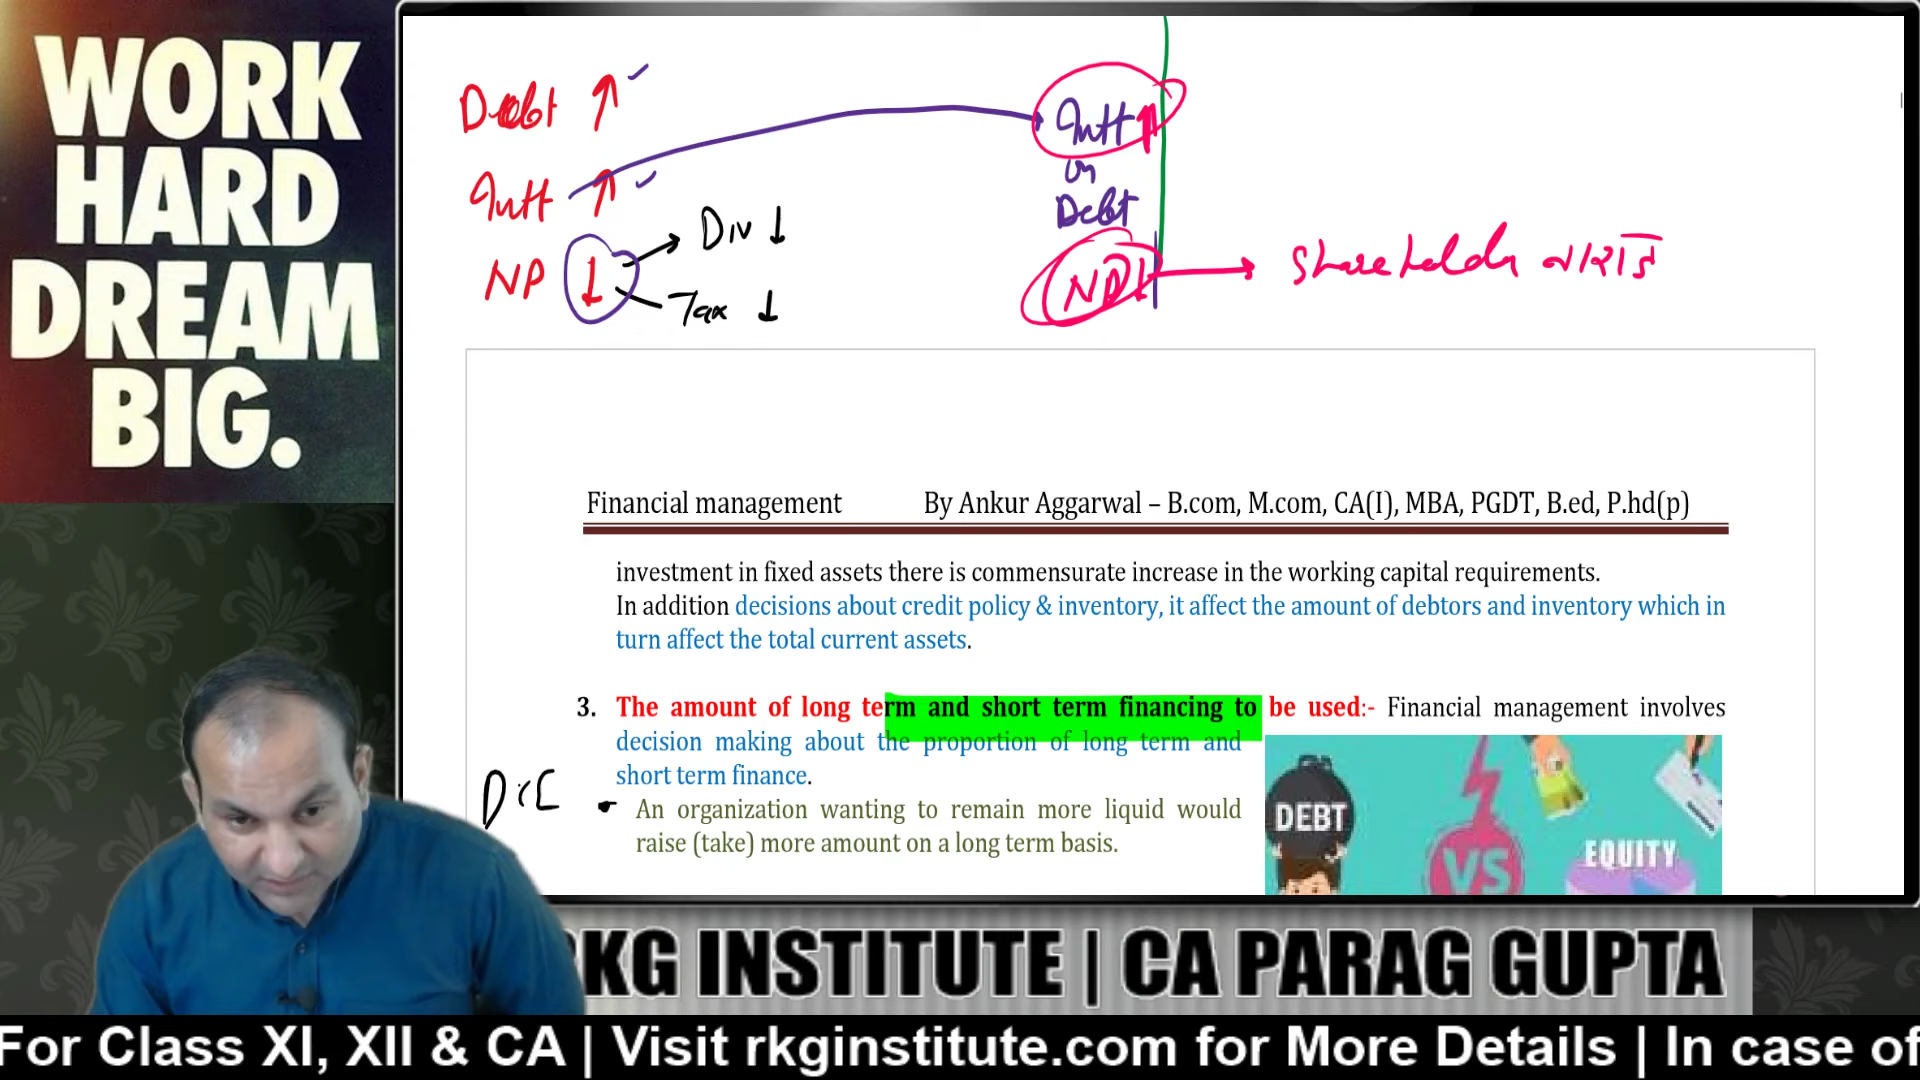 WORK
HARD
DREAM
BIG.
Debt ↑
Intt ↑
NP ↓
Div ↓
Tax ↓
Intt ↑
on
Debt
NP↓
Shareholder नाराज
Financial management By Ankur Aggarwal – B.com, M.com, CA(I), MBA, PGDT, B.ed, P.hd(p)
investment in fixed assets there is commensurate increase in the working capital requirements.
In addition decisions about credit policy & inventory, it affect the amount of debtors and inventory which in
turn affect the total current assets.
3. The amount of long term and short term financing to be used:- Financial management involves
decision making about the proportion of long term and
short term finance.
• An organization wanting to remain more liquid would
raise (take) more amount on a long term basis.
DEBT
VS
EQUITY
RKG INSTITUTE | CA PARAG GUPTA
For Class XI, XII & CA | Visit rkginstitute.com for More Details | In case of